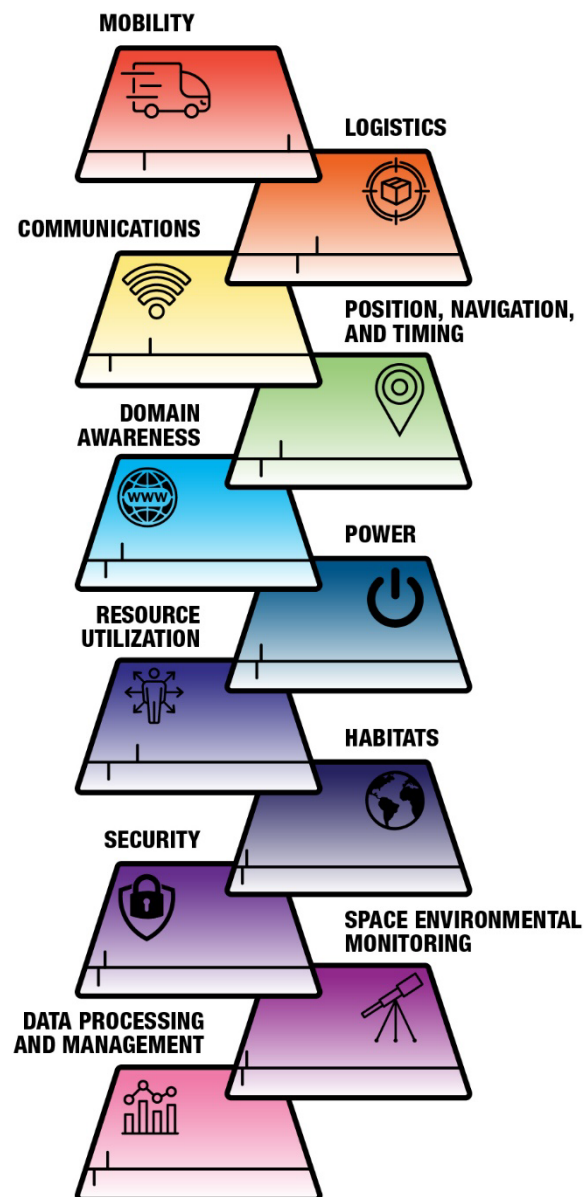 MOBILITY
LOGISTICS
COMMUNICATIONS
POSITION, NAVIGATION,
AND TIMING
DOMAIN
AWARENESS
WWW
POWER
RESOURCE
UTILIZATION
HABITATS
SECURITY
SPACE ENVIRONMENTAL
MONITORING
DATA PROCESSING
AND MANAGEMENT